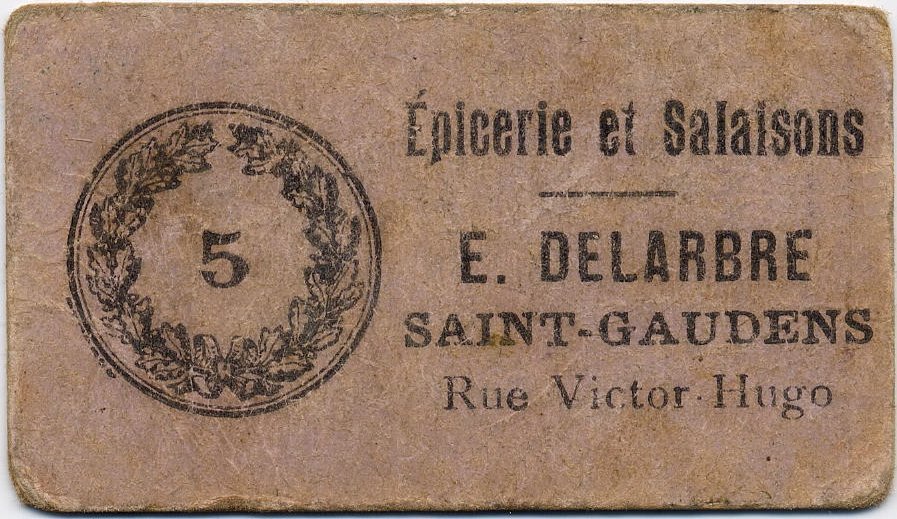 5
Épicerie et Salaisons
E. DELARBRE
SAINT-GAUDENS
Rue Victor-Hugo